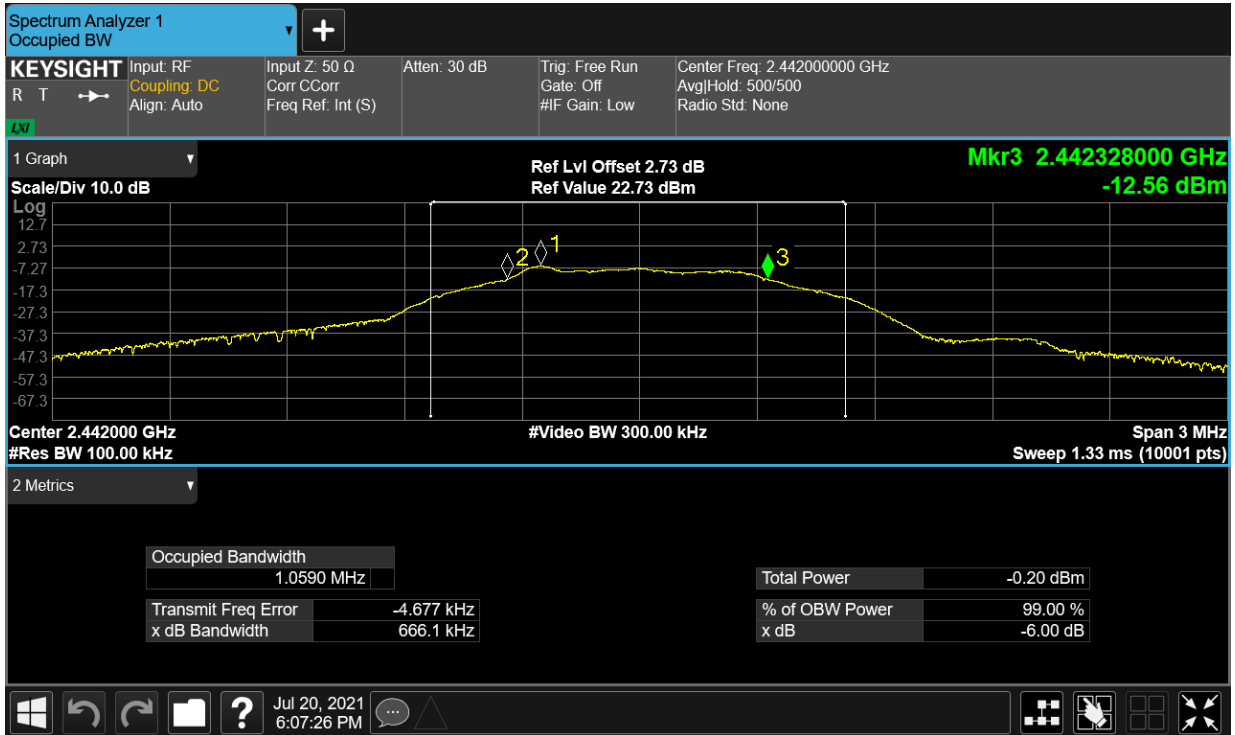 Spectrum Analyzer 1
Occupied BW
▼
+
KEYSIGHT
R T
LXI
Input: RF
Coupling: DC
Align: Auto
Input Z: 50 Ω
Corr CCorr
Freq Ref: Int (S)
Atten: 30 dB
Trig: Free Run
Gate: Off
#IF Gain: Low
Center Freq: 2.442000000 GHz
Avg|Hold: 500/500
Radio Std: None
1 Graph ▼
Scale/Div 10.0 dB
Ref Lvl Offset 2.73 dB
Ref Value 22.73 dBm
Mkr3 2.442328000 GHz
-12.56 dBm
Log
12.7
2.73
-7.27
-17.3
-27.3
-37.3
-47.3
-57.3
-67.3
2
1
3
Center 2.442000 GHz
#Res BW 100.00 kHz
#Video BW 300.00 kHz
Span 3 MHz
Sweep 1.33 ms (10001 pts)
2 Metrics ▼
Occupied Bandwidth
1.0590 MHz
Transmit Freq Error -4.677 kHz
x dB Bandwidth 666.1 kHz
Total Power -0.20 dBm
% of OBW Power 99.00 %
x dB -6.00 dB
?
Jul 20, 2021
6:07:26 PM